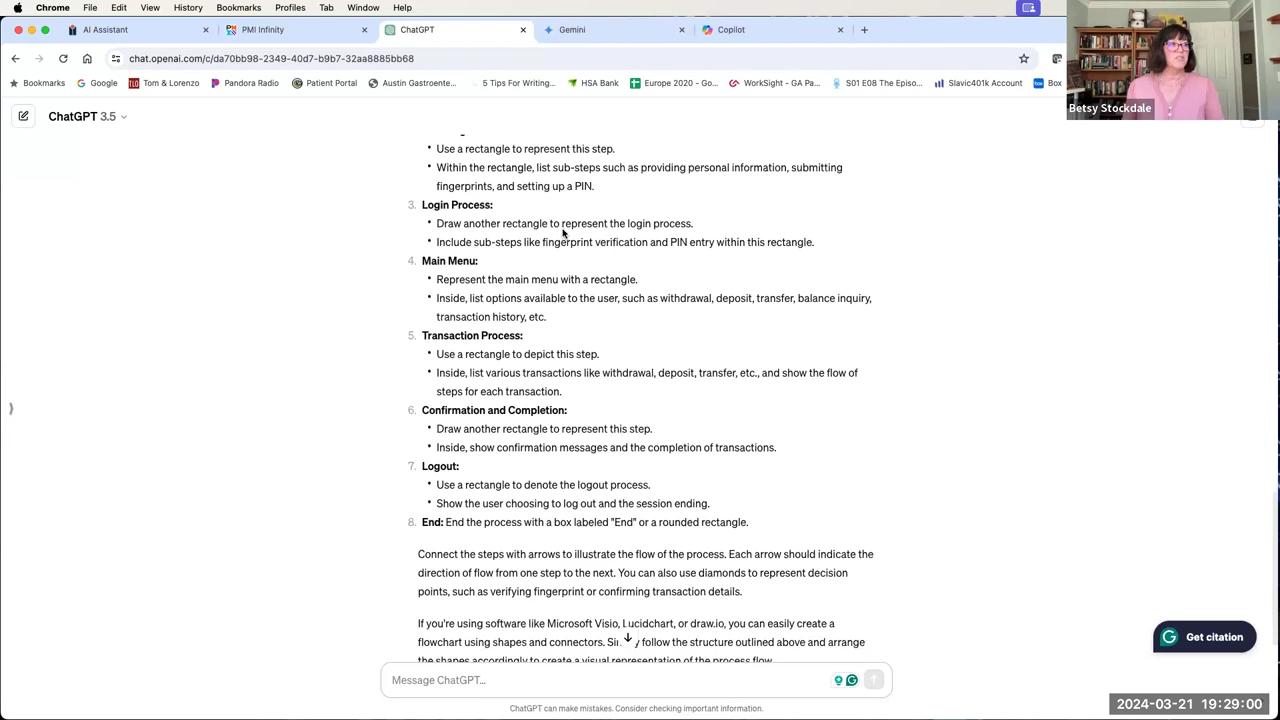 Chrome File Edit View History Bookmarks Profiles Tab Window Help
AI Assistant PMI Infinity ChatGPT Gemini Copilot
chat.openai.com/c/da70bb98-2349-40d7-b9b7-32aa8885bb68
Bookmarks Google Tom & Lorenzo Pandora Radio Patient Portal Austin Gastroente... 5 Tips For Writing,... HSA Bank Europe 2020 - Go... WorkSight - GA Pa... S01 E08 The Episo... Slavic401k Account Box
Betsy Stockdale
ChatGPT 3.5
• Use a rectangle to represent this step.
• Within the rectangle, list sub-steps such as providing personal information, submitting
fingerprints, and setting up a PIN.
3. Login Process:
• Draw another rectangle to represent the login process.
• Include sub-steps like fingerprint verification and PIN entry within this rectangle.
4. Main Menu:
• Represent the main menu with a rectangle.
• Inside, list options available to the user, such as withdrawal, deposit, transfer, balance inquiry,
transaction history, etc.
5. Transaction Process:
• Use a rectangle to depict this step.
• Inside, list various transactions like withdrawal, deposit, transfer, etc., and show the flow of
steps for each transaction.
6. Confirmation and Completion:
• Draw another rectangle to represent this step.
• Inside, show confirmation messages and the completion of transactions.
7. Logout:
• Use a rectangle to denote the logout process.
• Show the user choosing to log out and the session ending.
8. End: End the process with a box labeled "End" or a rounded rectangle.
Connect the steps with arrows to illustrate the flow of the process. Each arrow should indicate the
direction of flow from one step to the next. You can also use diamonds to represent decision
points, such as verifying fingerprint or confirming transaction details.
If you're using software like Microsoft Visio, Lucidchart, or draw.io, you can easily create a
flowchart using shapes and connectors. follow the structure outlined above and arrange
the shapes accordingly to create a visual representation of the process flow.
Get citation
Message ChatGPT...
ChatGPT can make mistakes. Consider checking important information.
2024-03-21 19:29:00